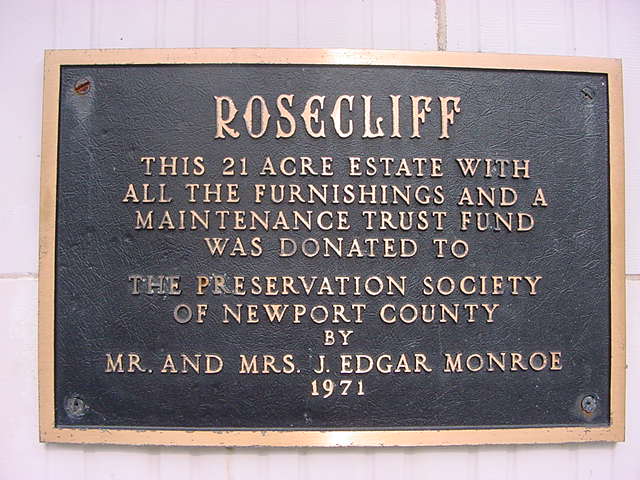 ROSECLIFF
THIS 21 ACRE ESTATE WITH
ALL THE FURNISHINGS AND A
MAINTENANCE TRUST FUND
WAS DONATED TO
THE PRESERVATION SOCIETY
OF NEWPORT COUNTY
BY
MR. AND MRS. J. EDGAR MONROE
1971